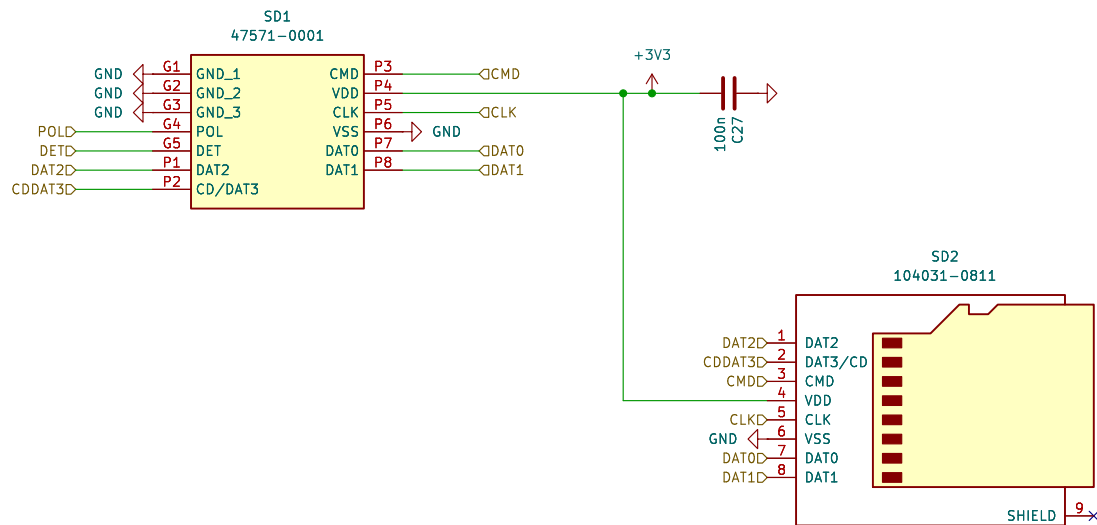 SD1
47571-0001
GND G1 GND_1 CMD P3 CMD
GND G2 GND_2 VDD P4
GND G3 GND_3 CLK P5 CLK
POL G4 POL VSS P6 GND
DET G5 DET DAT0 P7 DAT0
DAT2 P1 DAT2 DAT1 P8 DAT1
CDDAT3 P2 CD/DAT3
+3V3
100n
C27
SD2
104031-0811
DAT2 1 DAT2
CDDAT3 2 DAT3/CD
CMD 3 CMD
4 VDD
CLK 5 CLK
GND 6 VSS
DAT0 7 DAT0
DAT1 8 DAT1
SHIELD 9